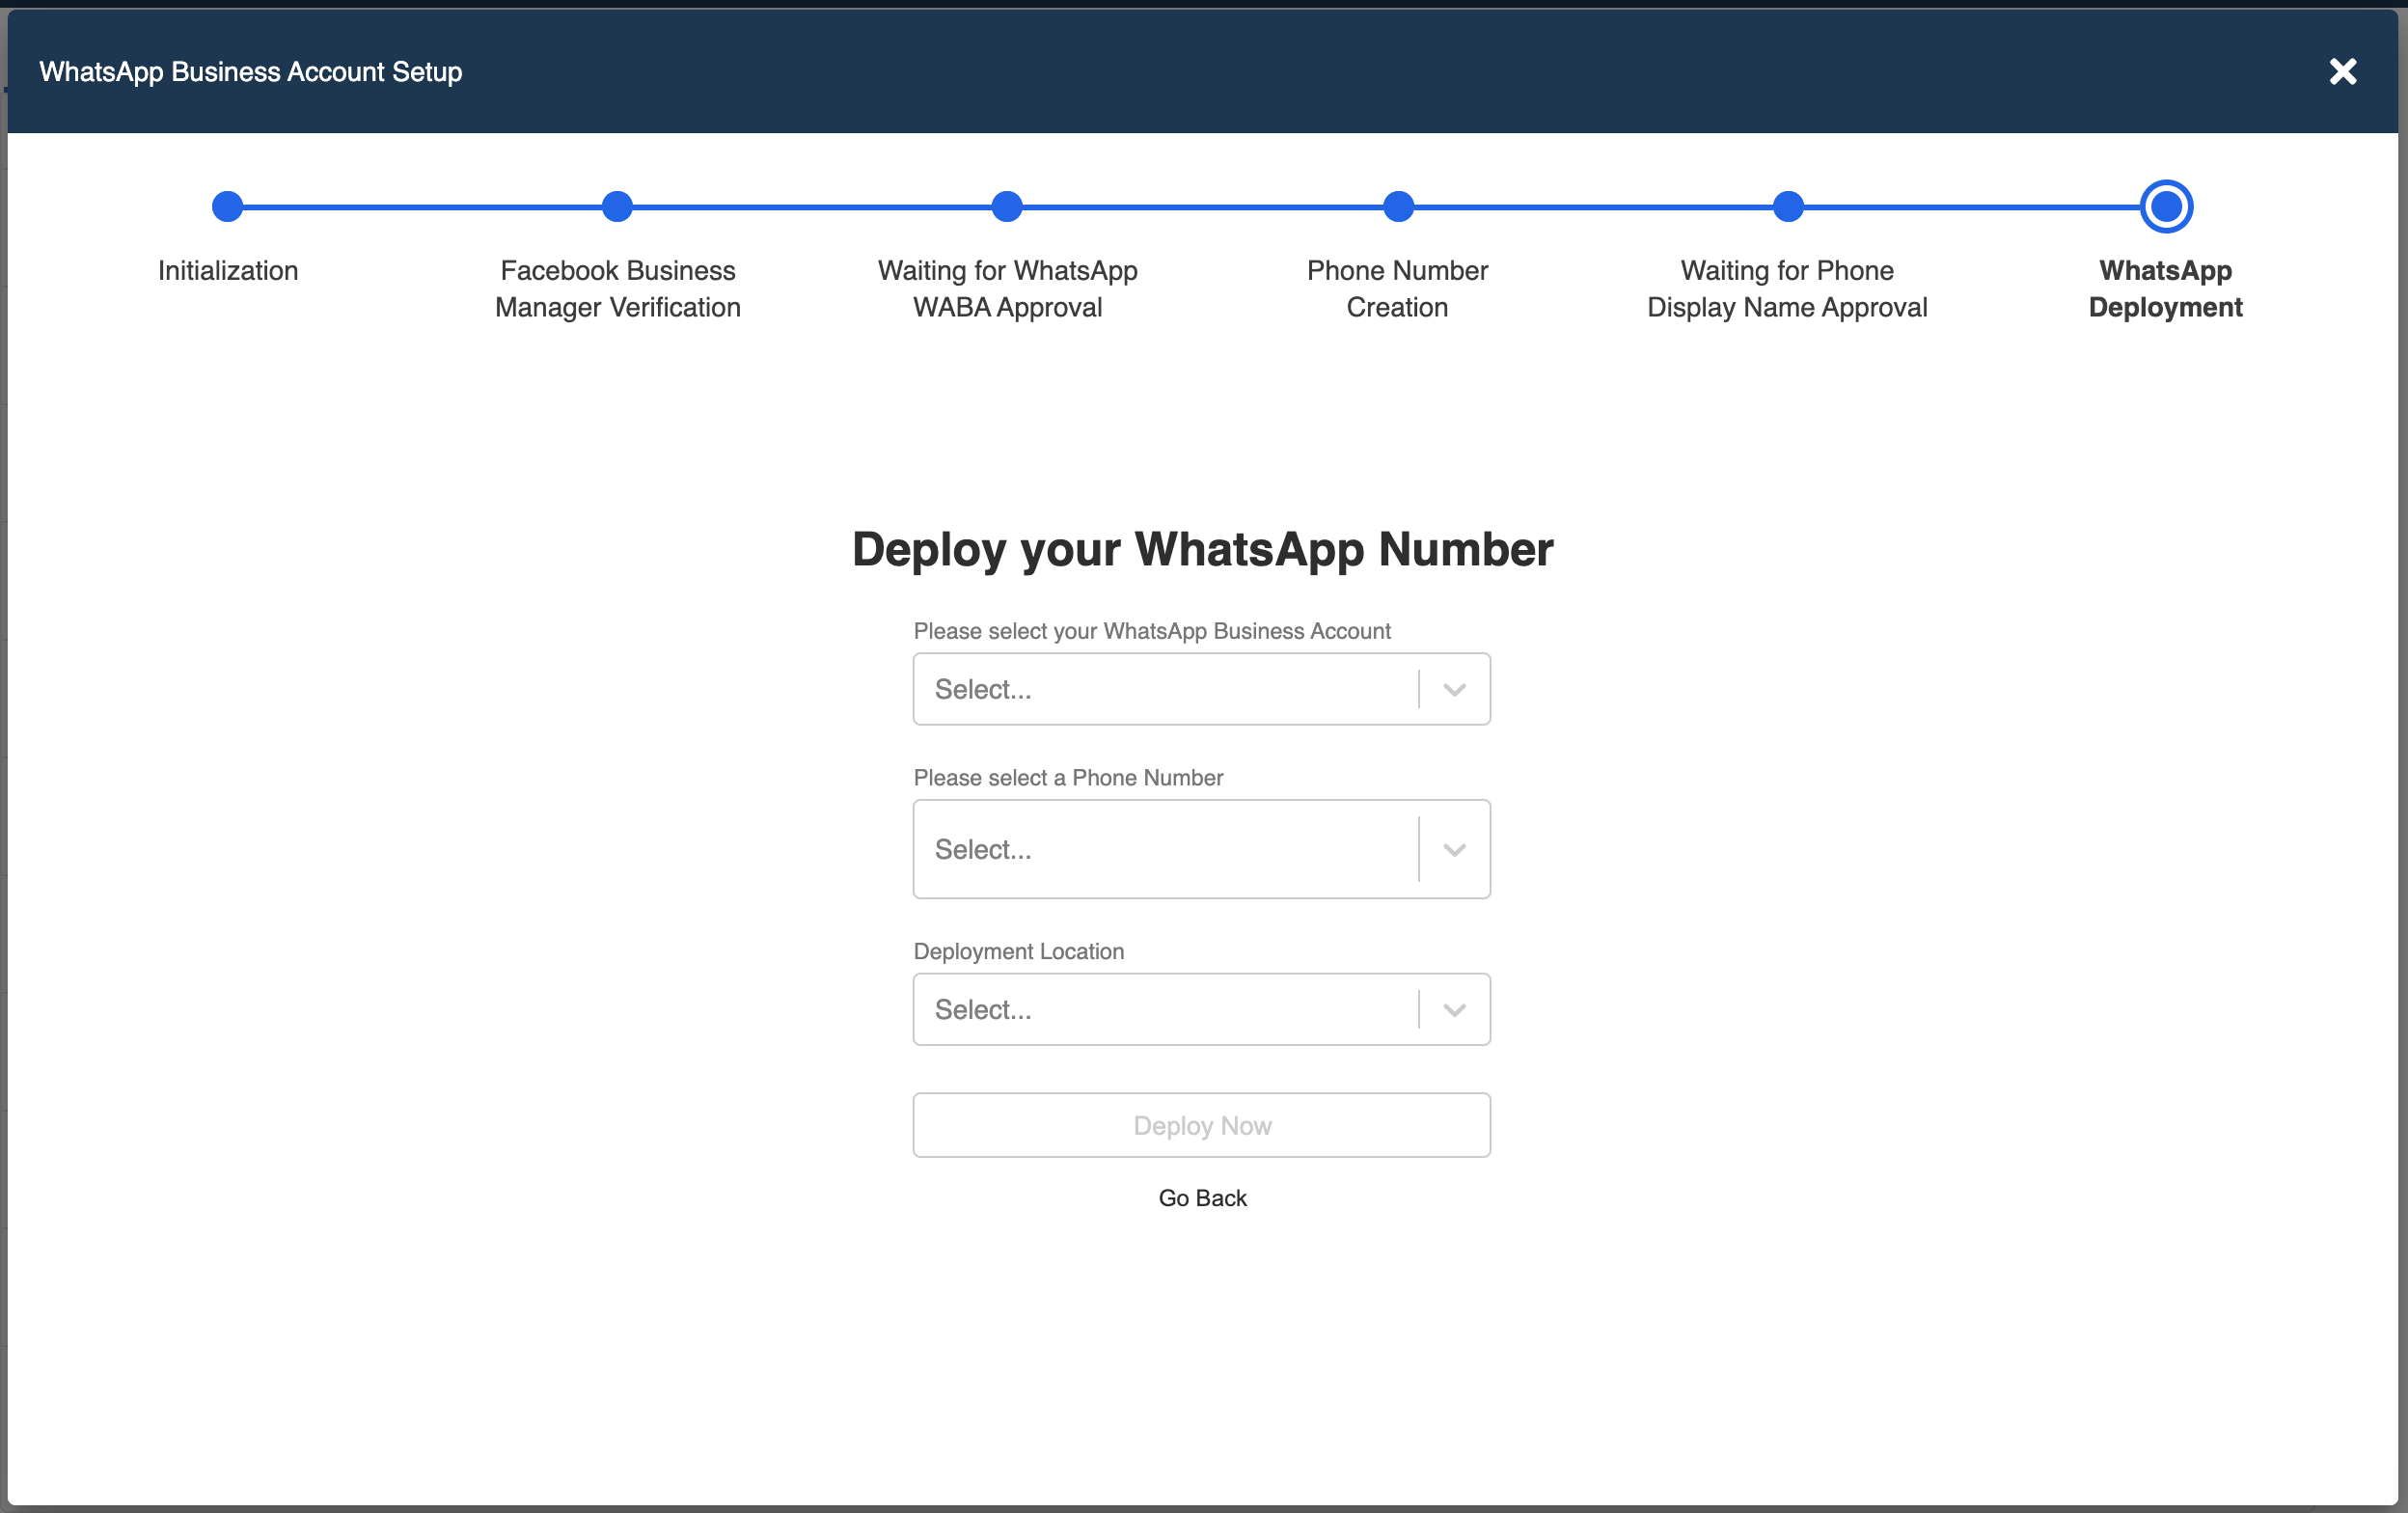 WhatsApp Business Account Setup
Initialization
Facebook Business
Manager Verification
Waiting for WhatsApp
WABA Approval
Phone Number
Creation
Waiting for Phone
Display Name Approval
WhatsApp
Deployment
Deploy your WhatsApp Number
Please select your WhatsApp Business Account
Select...
Please select a Phone Number
Select...
Deployment Location
Select...
Deploy Now
Go Back